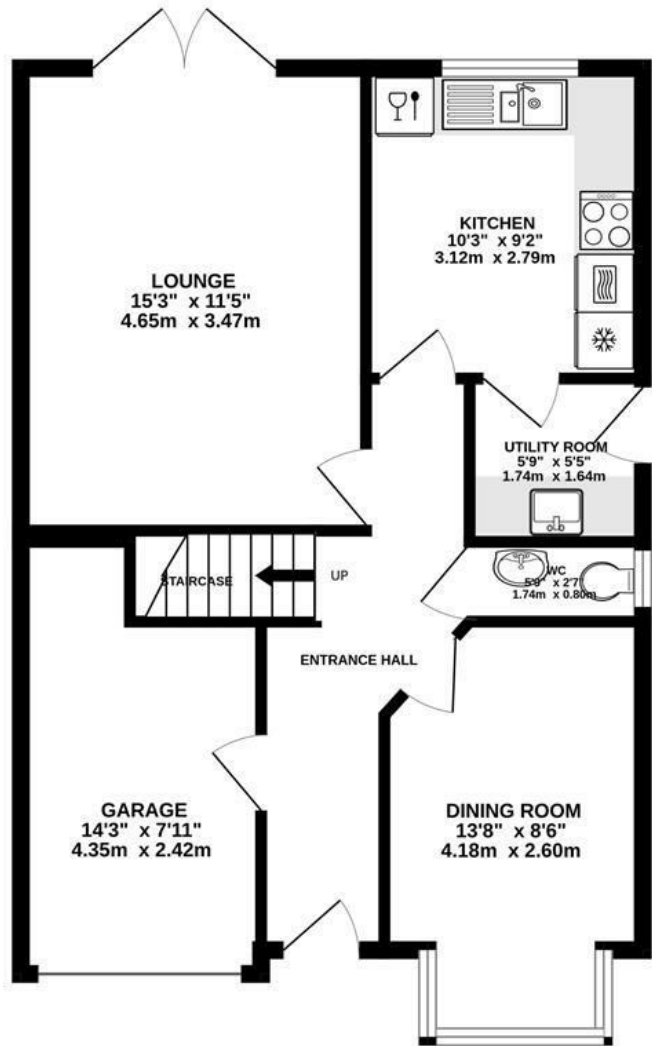 LOUNGE
15'3" x 11'5"
4.65m x 3.47m
KITCHEN
10'3" x 9'2"
3.12m x 2.79m
UTILITY ROOM
5'9" x 5'5"
1.74m x 1.64m
STAIRCASE
UP
WC
5'9" x 2'7"
1.74m x 0.80m
ENTRANCE HALL
GARAGE
14'3" x 7'11"
4.35m x 2.42m
DINING ROOM
13'8" x 8'6"
4.18m x 2.60m